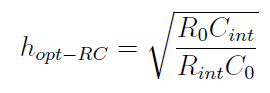 h_{opt-RC} = \sqrt{\frac{R_0 C_{int}}{R_{int} C_0}}